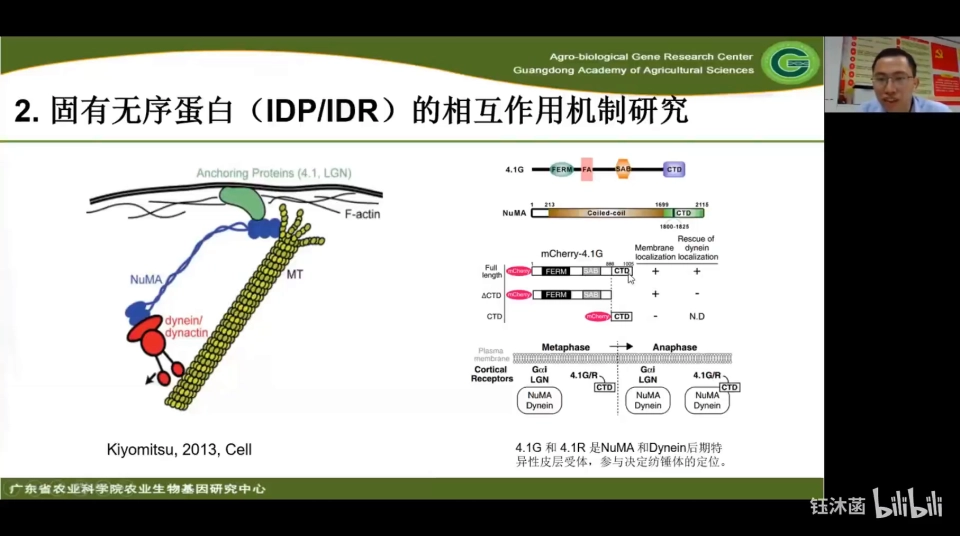 Agro-biological Gene Research Center
Guangdong Academy of Agricultural Sciences
2. 固有无序蛋白（IDP/IDR）的相互作用机制研究
Anchoring Proteins (4.1, LGN)
F-actin
NuMA
MT
dynein/
dynactin
Kiyomitsu, 2013, Cell
4.1G FERM FA SAB CTD
1 213 1699 2115
NuMA Coiled-coil CTD
1800-1825
mCherry-4.1G
Membrane localization
Rescue of dynein localization
1 888 1005
Full length mCherry FERM SAB CTD + +
ΔCTD mCherry FERM SAB + -
CTD mCherry CTD - N.D
Metaphase Anaphase
Plasma membrane
Cortical Receptors
Gαi LGN 4.1G/R CTD Gαi LGN 4.1G/R CTD
NuMA Dynein NuMA Dynein NuMA Dynein
4.1G 和 4.1R 是NuMA 和Dynein后期特
异性皮层受体，参与决定纺锤体的定位。
广东省农业科学院农业生物基因研究中心
钰沐菡 bilibili